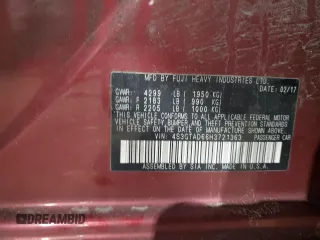 MFD. BY FUJI HEAVY INDUSTRIES LTD.
DATE: 02/17
GVWR: 4299 LB ( 1950 KG)
GAWR: F 2183 LB ( 990 KG)
GAWR: R 2205 LB ( 1000 KG)
THIS VEHICLE CONFORMS TO ALL APPLICABLE FEDERAL MOTOR
VEHICLE SAFETY, BUMPER, AND THEFT PREVENTION STANDARDS
IN EFFECT ON THE DATE OF MANUFACTURE SHOWN ABOVE.
VIN: 4S3GTAD66H3721363 PASSENGER CAR
ASSEMBLED BY SIA INC. MADE IN U.S.A.
DREAMBID